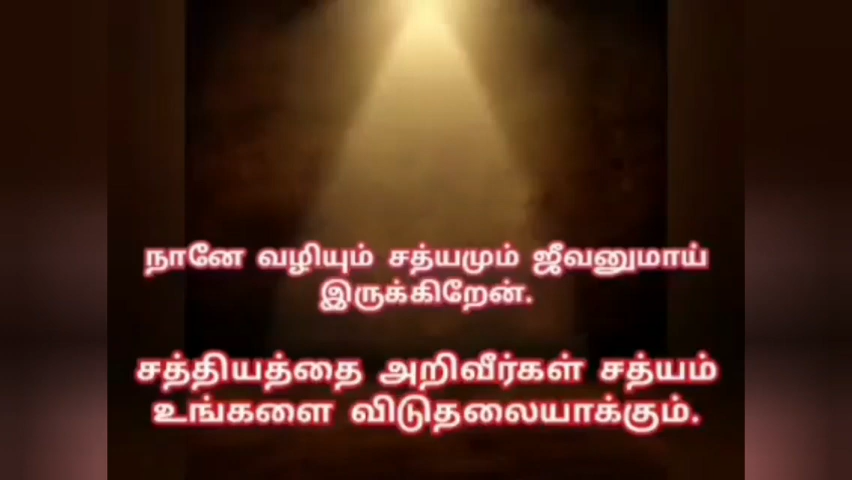 நானே வழியும் சத்யமும் ஜீவனுமாய்
இருக்கிறேன்.
சத்தியத்தை அறிவீர்கள் சத்யம்
உங்களை விடுதலையாக்கும்.